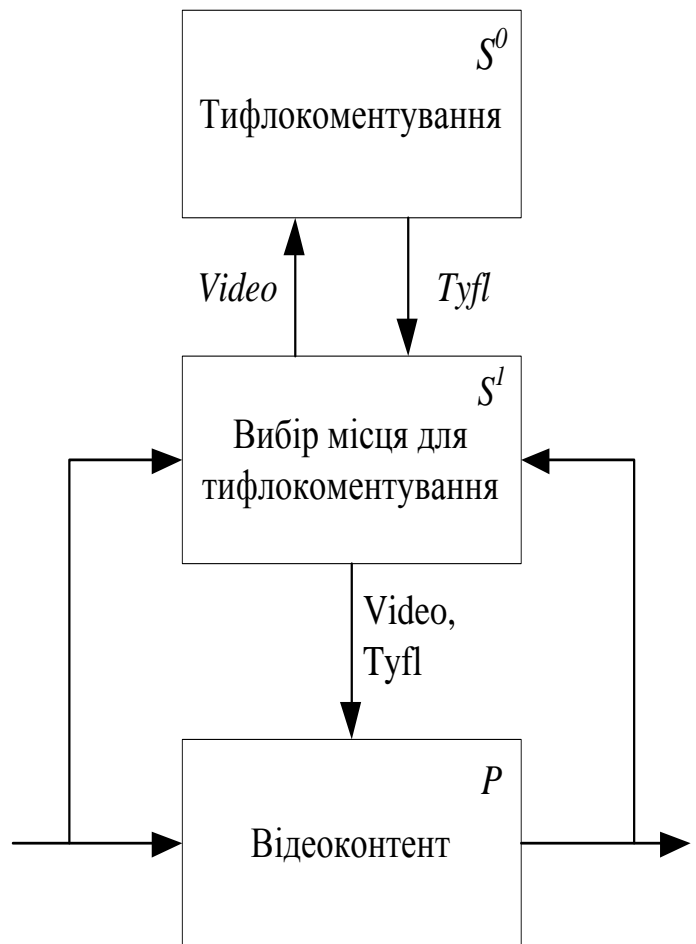 S⁰
Тифлокоментування
Video
Tyfl
S¹
Вибір місця для
тифлокоментування
Video,
Tyfl
P
Відеоконтент